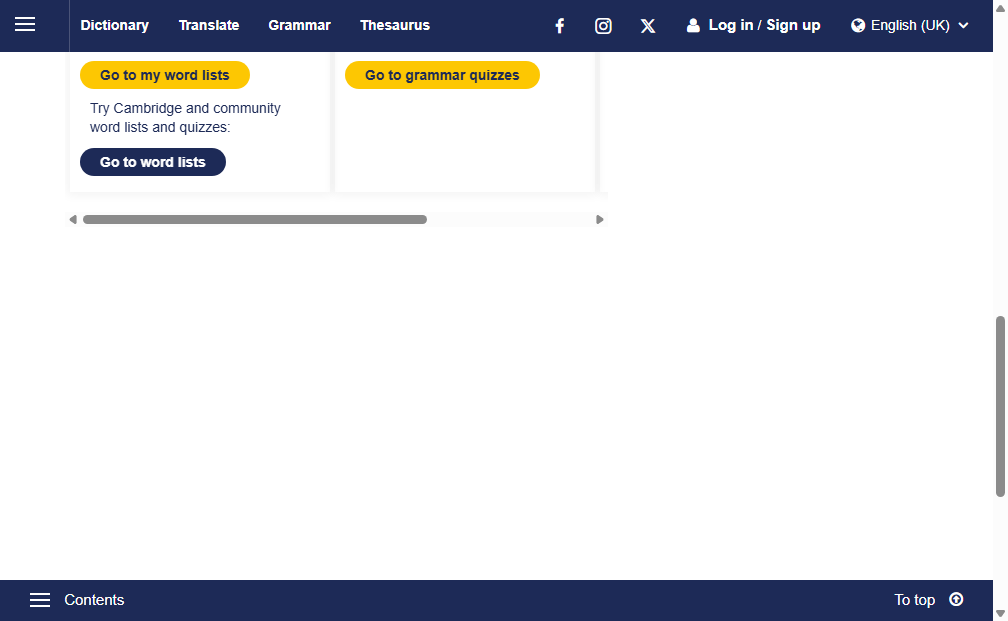 Dictionary Translate Grammar Thesaurus Log in / Sign up English (UK)
Go to my word lists
Try Cambridge and community
word lists and quizzes:
Go to word lists
Go to grammar quizzes
Contents To top